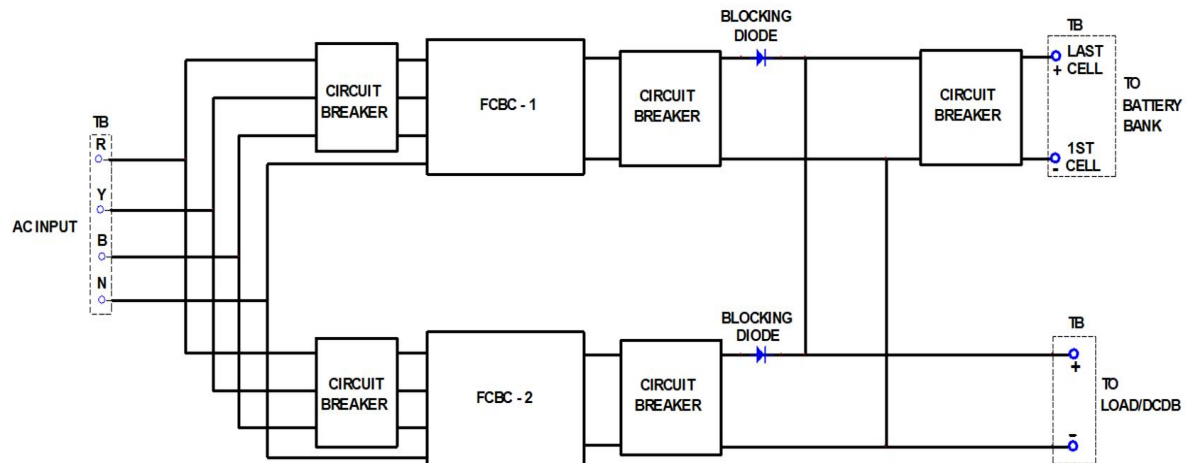 BLOCKING
DIODE
TB
LAST
+ CELL
TO
BATTERY
BANK
1ST
- CELL
CIRCUIT
BREAKER
FCBC - 1
CIRCUIT
BREAKER
CIRCUIT
BREAKER
TB
R
Y
B
N
AC INPUT
BLOCKING
DIODE
TB
+
-
TO
LOAD/DCDB
CIRCUIT
BREAKER
FCBC - 2
CIRCUIT
BREAKER